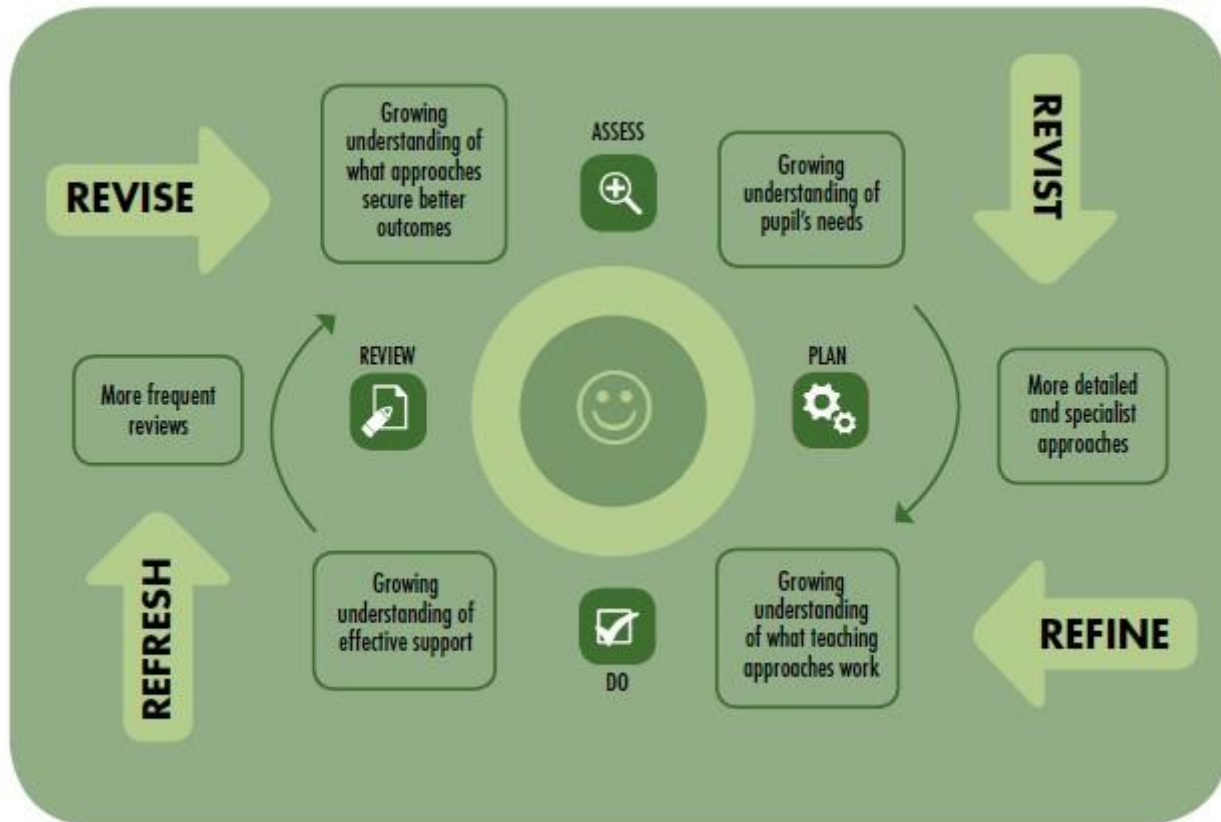 REVISE
Growing
understanding of
what approaches
secure better
outcomes
ASSESS
Growing
understanding of
pupil's needs
REVIST
More frequent
reviews
REVIEW
PLAN
More detailed
and specialist
approaches
REFRESH
Growing
understanding of
effective support
DO
Growing
understanding
of what teaching
approaches work
REFINE